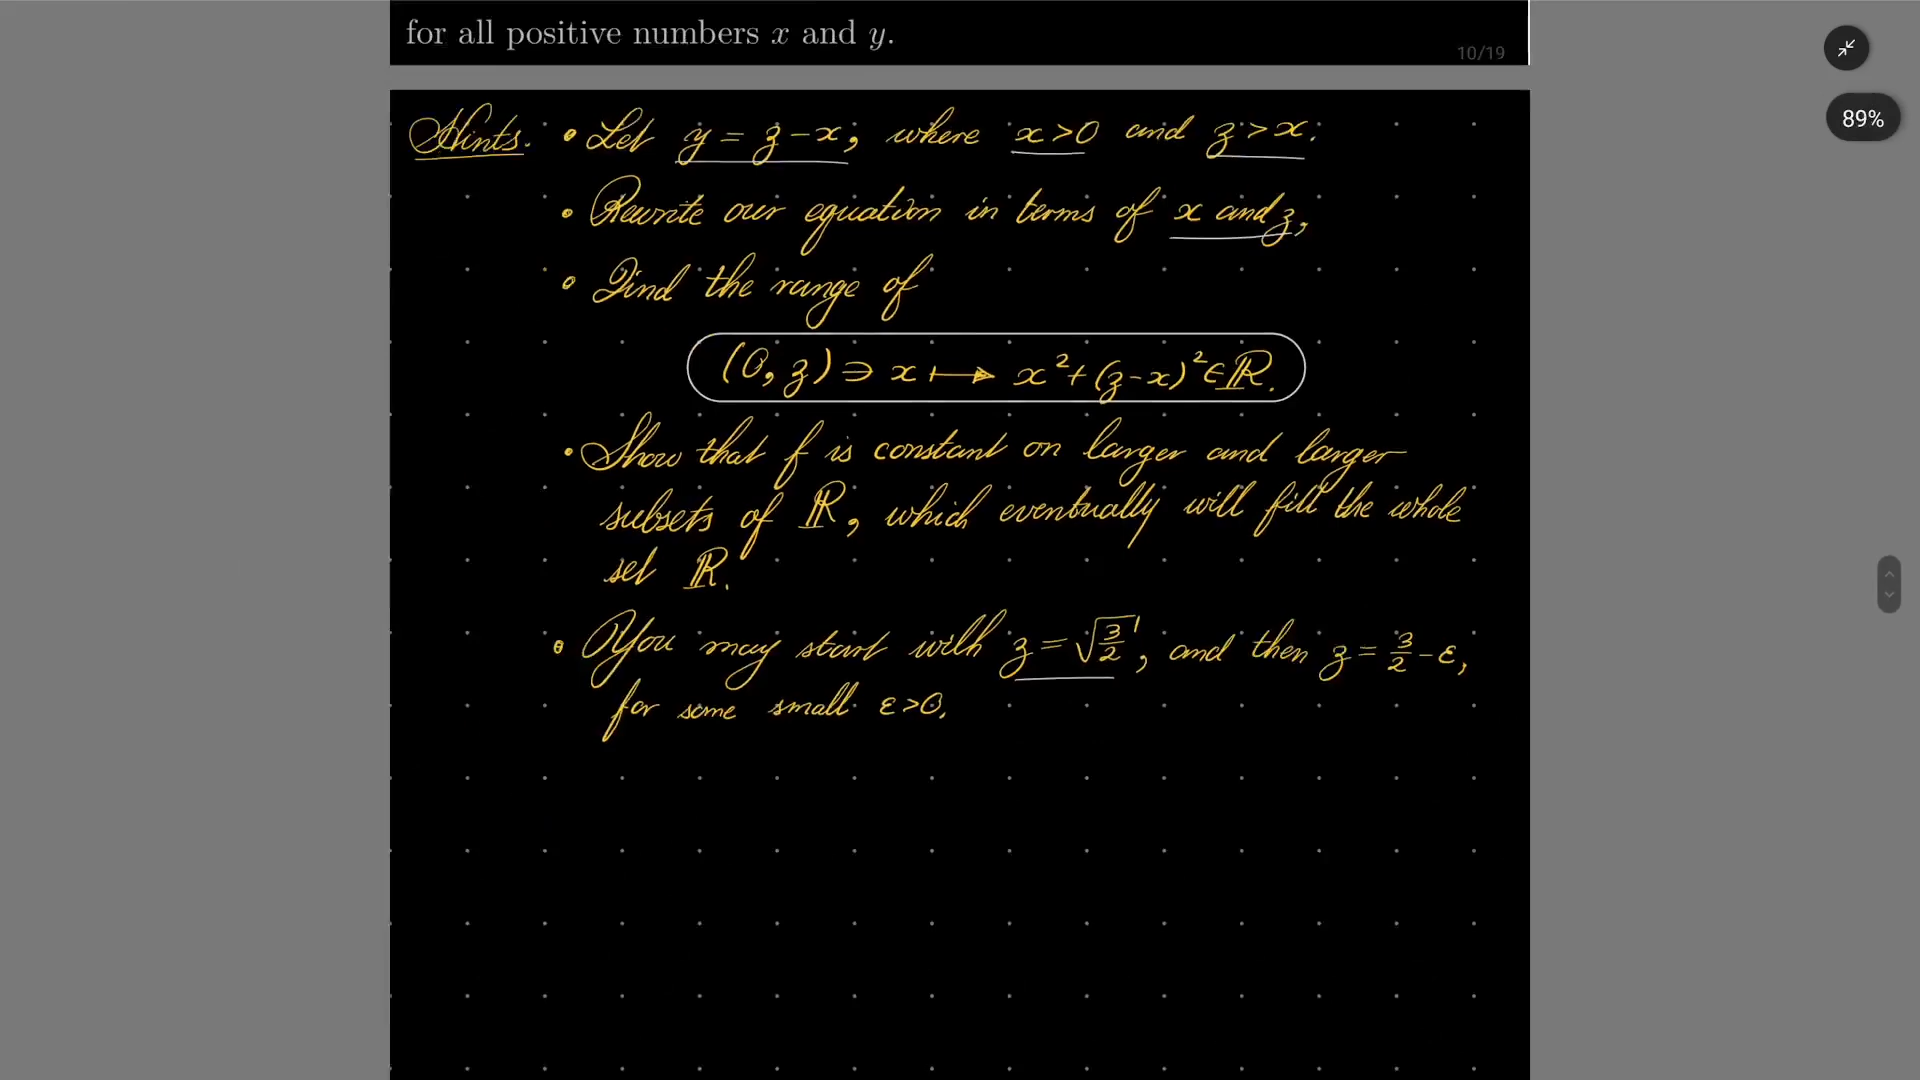 for all positive numbers x and y.
10/19
89%
Hints. • Let y = z - x, where x > 0 and z > x.
• Rewrite our equation in terms of x and z,
• Find the range of
(0, z) ∋ x ↦ x² + (z - x)² ∈ ℝ.
• Show that f is constant on larger and larger
subsets of ℝ, which eventually will fill the whole
set ℝ.
• You may start with z = √(3/2), and then z = 3/2 - ε,
for some small ε > 0.